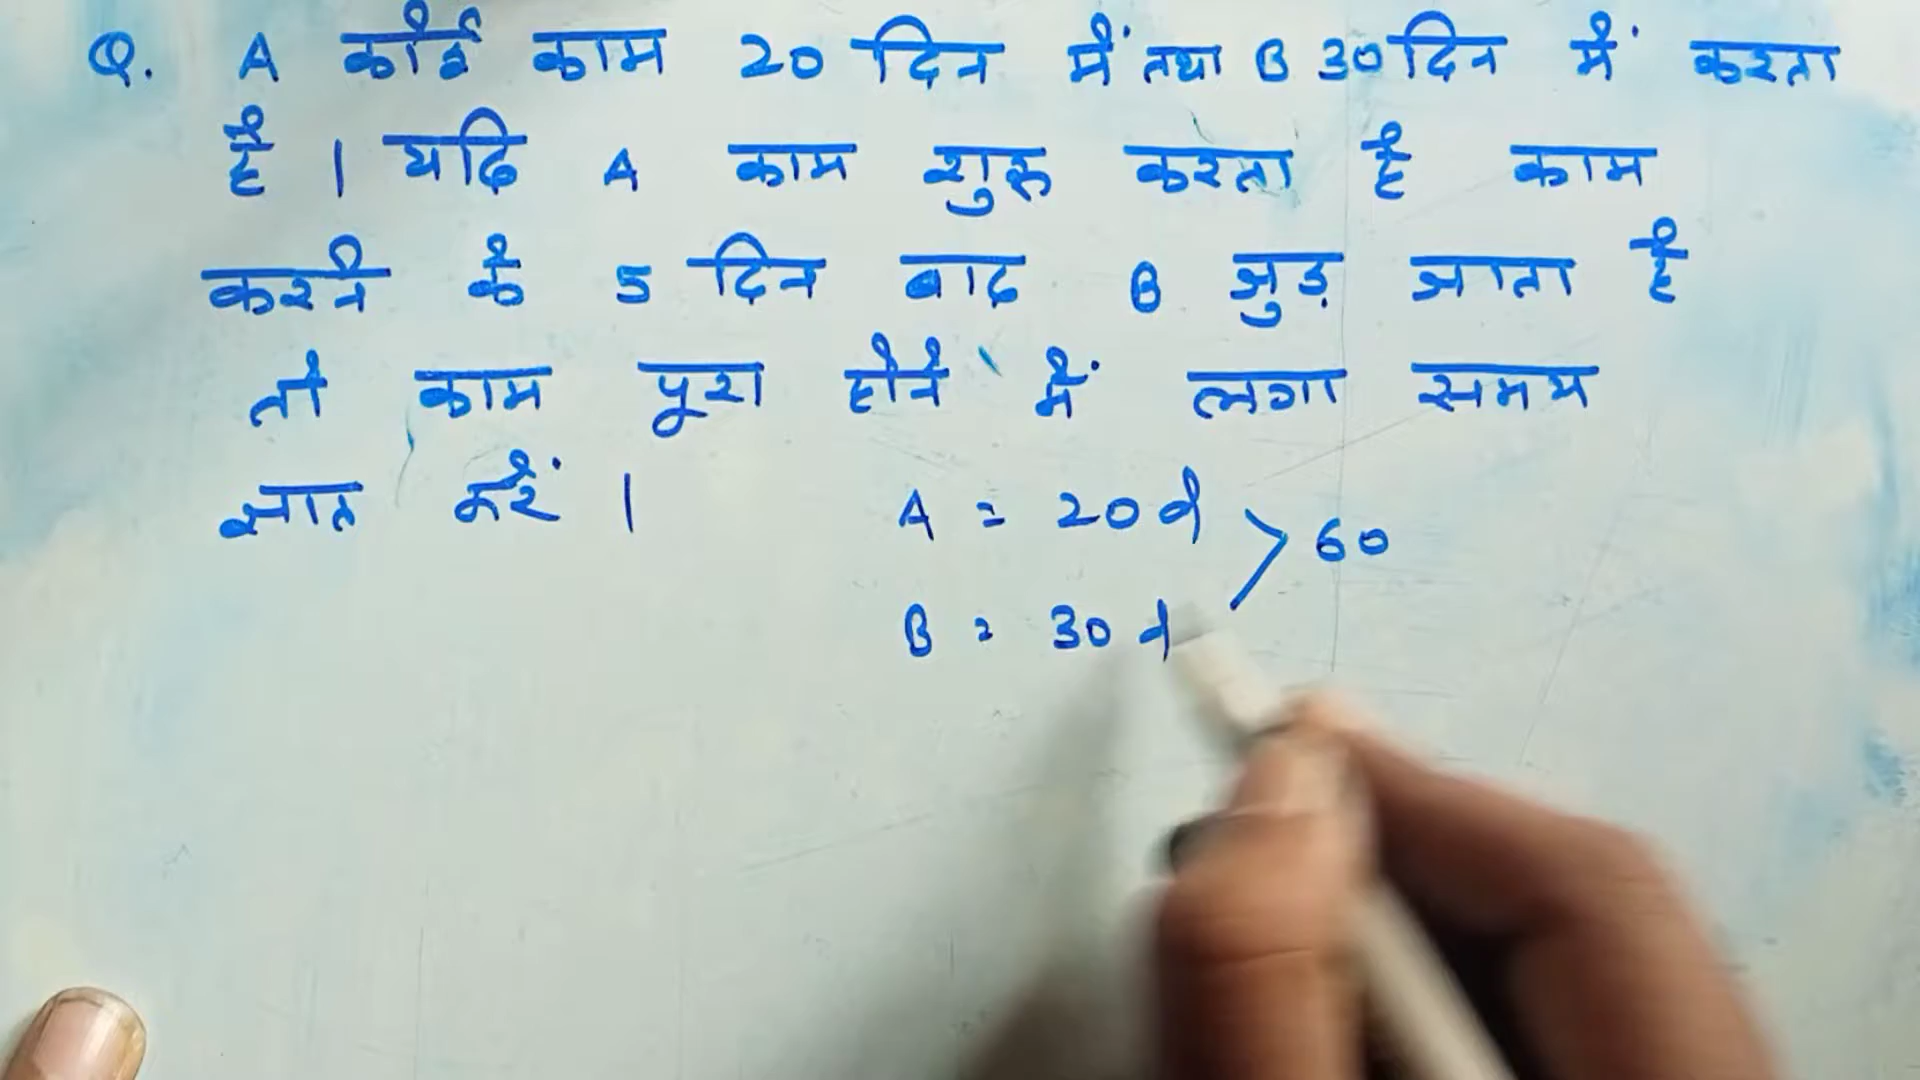 Q. A कोई काम 20 दिन में तथा B 30 दिन में करता
है । यदि A काम शुरू करता है काम
करने के 5 दिन बाद B जुड़ जाता है
तो काम पूरा होने में लगा समय
ज्ञात करें ।
A = 20 d
60
B = 30 d